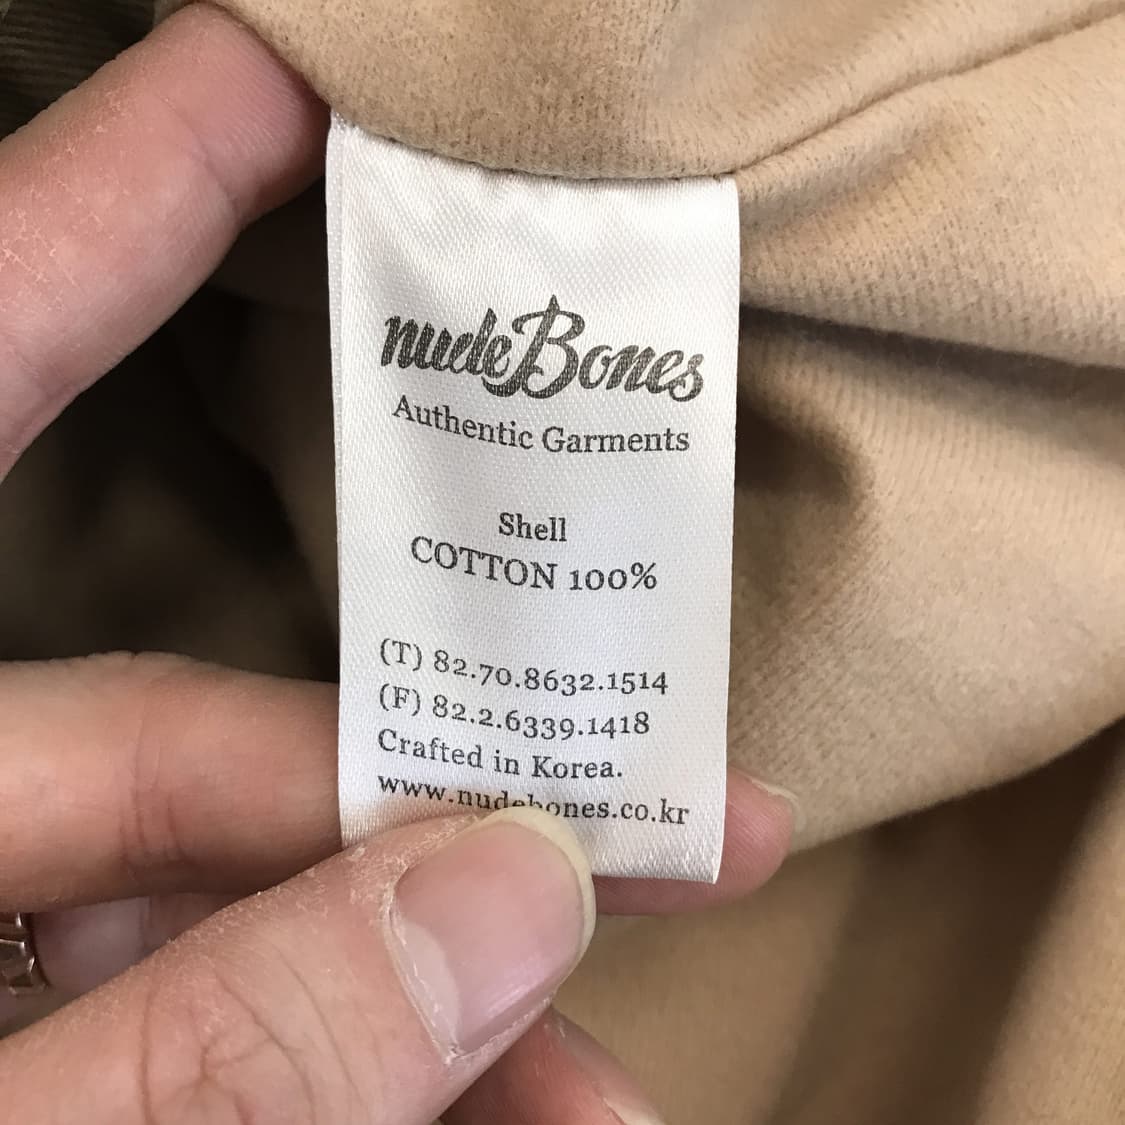 nudeBones
Authentic Garments
Shell
COTTON 100%
(T) 82.70.8632.1514
(F) 82.2.6339.1418
Crafted in Korea.
www.nudebones.co.kr